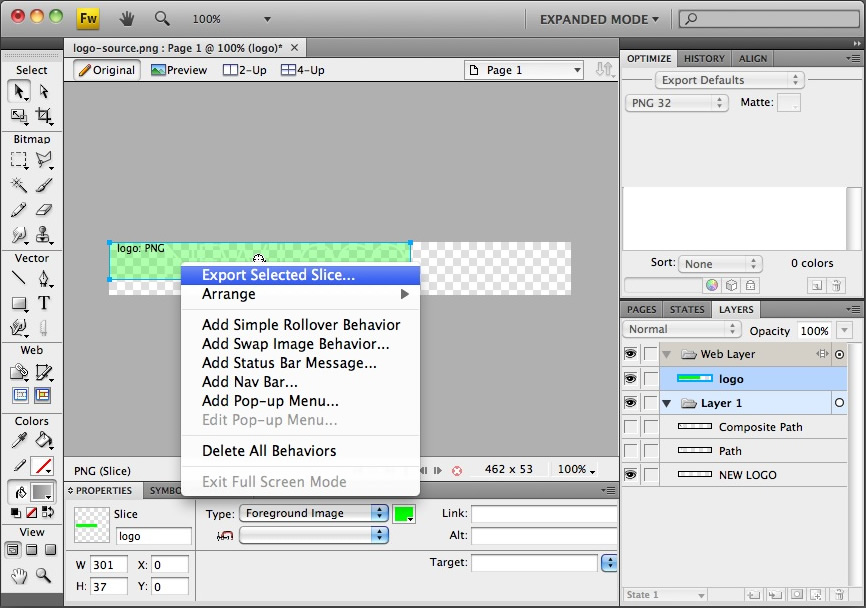 Fw
100%
EXPANDED MODE
logo-source.png : Page 1 @ 100% (logo)*
Original
Preview
2-Up
4-Up
Page 1
Select
Bitmap
Vector
T
Web
Colors
View
logo: PNG
Export Selected Slice...
Arrange
Add Simple Rollover Behavior
Add Swap Image Behavior...
Add Status Bar Message...
Add Nav Bar...
Add Pop-up Menu...
Edit Pop-up Menu...
Delete All Behaviors
Exit Full Screen Mode
PNG (Slice)
462 x 53
100%
PROPERTIES
SYMBO
Slice
logo
W 301 X: 0
H: 37 Y: 0
Type: Foreground Image
Link:
Alt:
Target:
OPTIMIZE
HISTORY
ALIGN
Export Defaults
PNG 32
Matte:
Sort: None
0 colors
PAGES
STATES
LAYERS
Normal
Opacity 100%
Web Layer
logo
Layer 1
Composite Path
Path
NEW LOGO
State 1